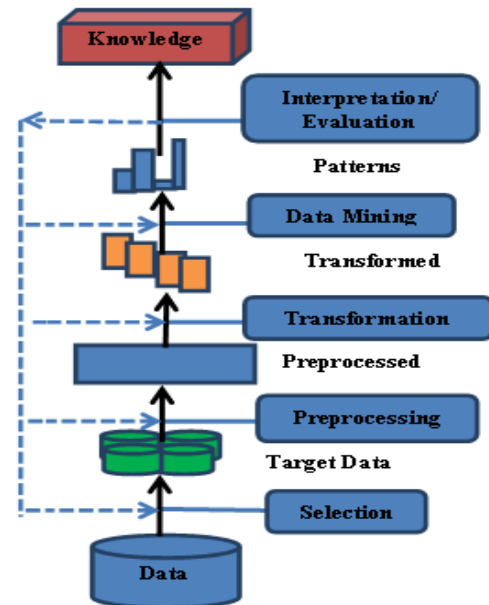 Knowledge
Interpretation/
Evaluation
Patterns
Data Mining
Transformed
Transformation
Preprocessed
Preprocessing
Target Data
Selection
Data